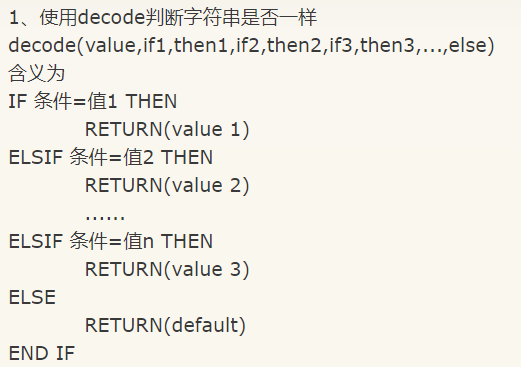 1、使用decode判断字符串是否一样
decode(value,if1,then1,if2,then2,if3,then3,...,else)
含义为
IF 条件=值1 THEN
RETURN(value 1)
ELSIF 条件=值2 THEN
RETURN(value 2)
......
ELSIF 条件=值n THEN
RETURN(value 3)
ELSE
RETURN(default)
END IF